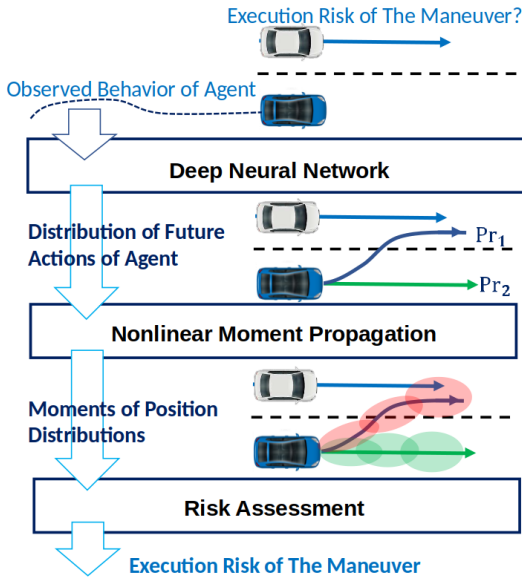 Execution Risk of The Maneuver?
Observed Behavior of Agent
Deep Neural Network
Distribution of Future
Actions of Agent
Pr₁
Pr₂
Nonlinear Moment Propagation
Moments of Position
Distributions
Risk Assessment
Execution Risk of The Maneuver